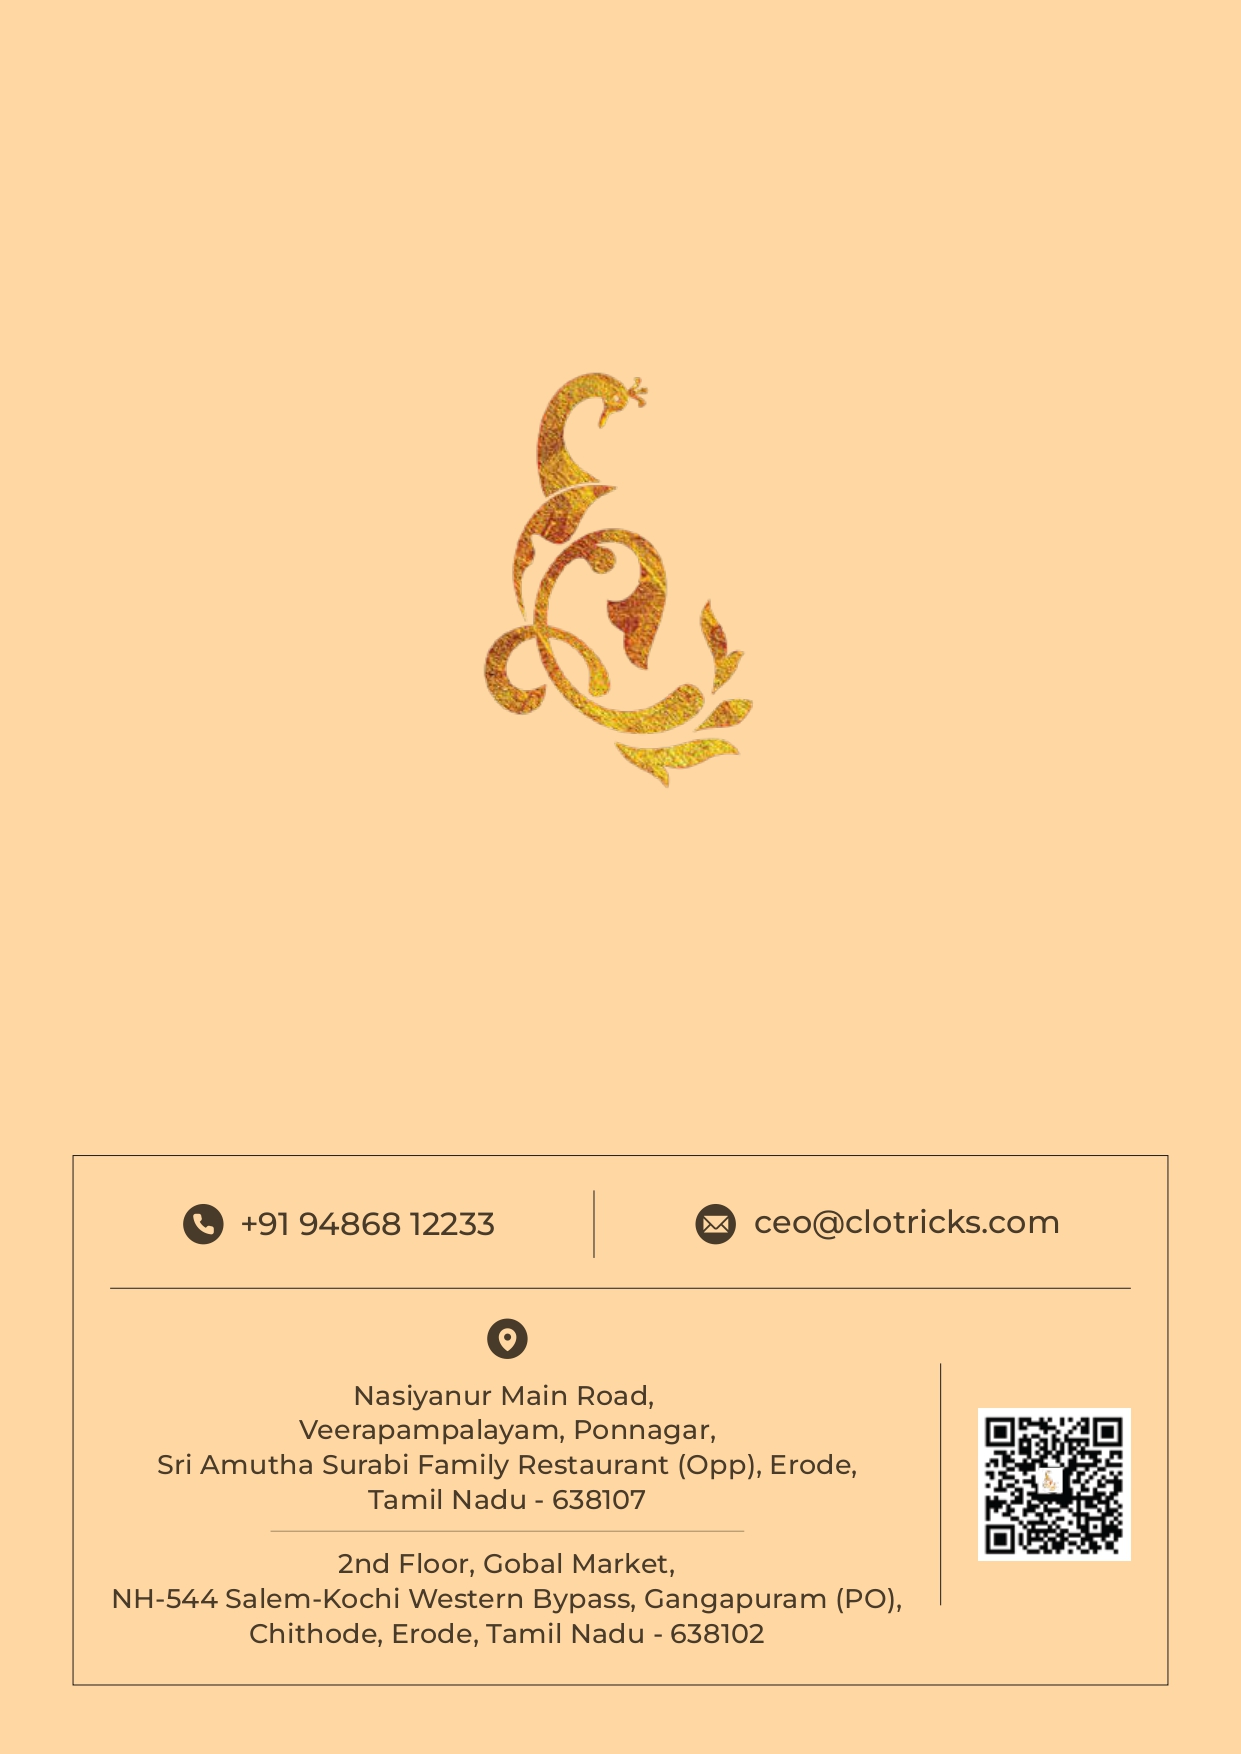 +91 94868 12233
ceo@clotricks.com
Nasiyanur Main Road,
Veerapampalayam, Ponnagar,
Sri Amutha Surabi Family Restaurant (Opp), Erode,
Tamil Nadu - 638107
2nd Floor, Gobal Market,
NH-544 Salem-Kochi Western Bypass, Gangapuram (PO),
Chithode, Erode, Tamil Nadu - 638102